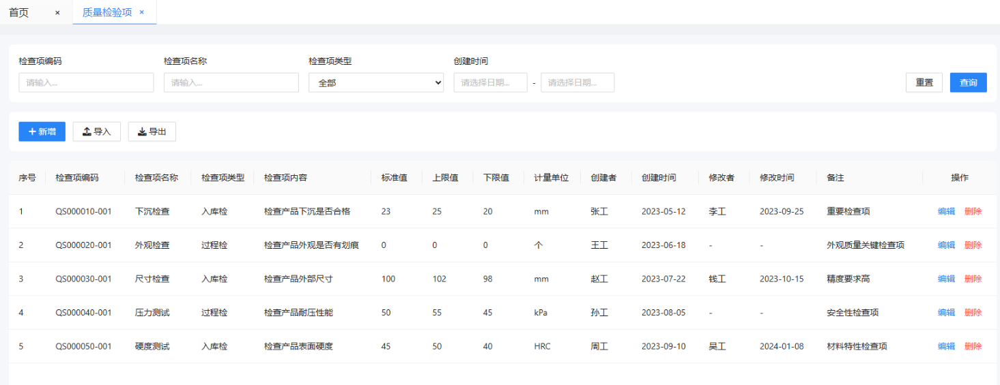 首页 × 质量检验项 ×
检查项编码 检查项名称 检查项类型 创建时间
请输入... 请输入... 全部 请选择日期... - 请选择日期... 重置 查询
+ 新增 导入 导出
序号 检查项编码 检查项名称 检查项类型 检查项内容 标准值 上限值 下限值 计量单位 创建者 创建时间 修改者 修改时间 备注 操作
1 QS000010-001 下沉检查 入库检 检查产品下沉是否合格 23 25 20 mm 张工 2023-05-12 李工 2023-09-25 重要检查项 编辑 删除
2 QS000020-001 外观检查 过程检 检查产品外观是否有划痕 0 0 0 个 王工 2023-06-18 - - 外观质量关键检查项 编辑 删除
3 QS000030-001 尺寸检查 入库检 检查产品外部尺寸 100 102 98 mm 赵工 2023-07-22 钱工 2023-10-15 精度要求高 编辑 删除
4 QS000040-001 压力测试 过程检 检查产品耐压性能 50 55 45 kPa 孙工 2023-08-05 - - 安全性检查项 编辑 删除
5 QS000050-001 硬度测试 入库检 检查产品表面硬度 45 50 40 HRC 周工 2023-09-10 吴工 2024-01-08 材料特性检查项 编辑 删除